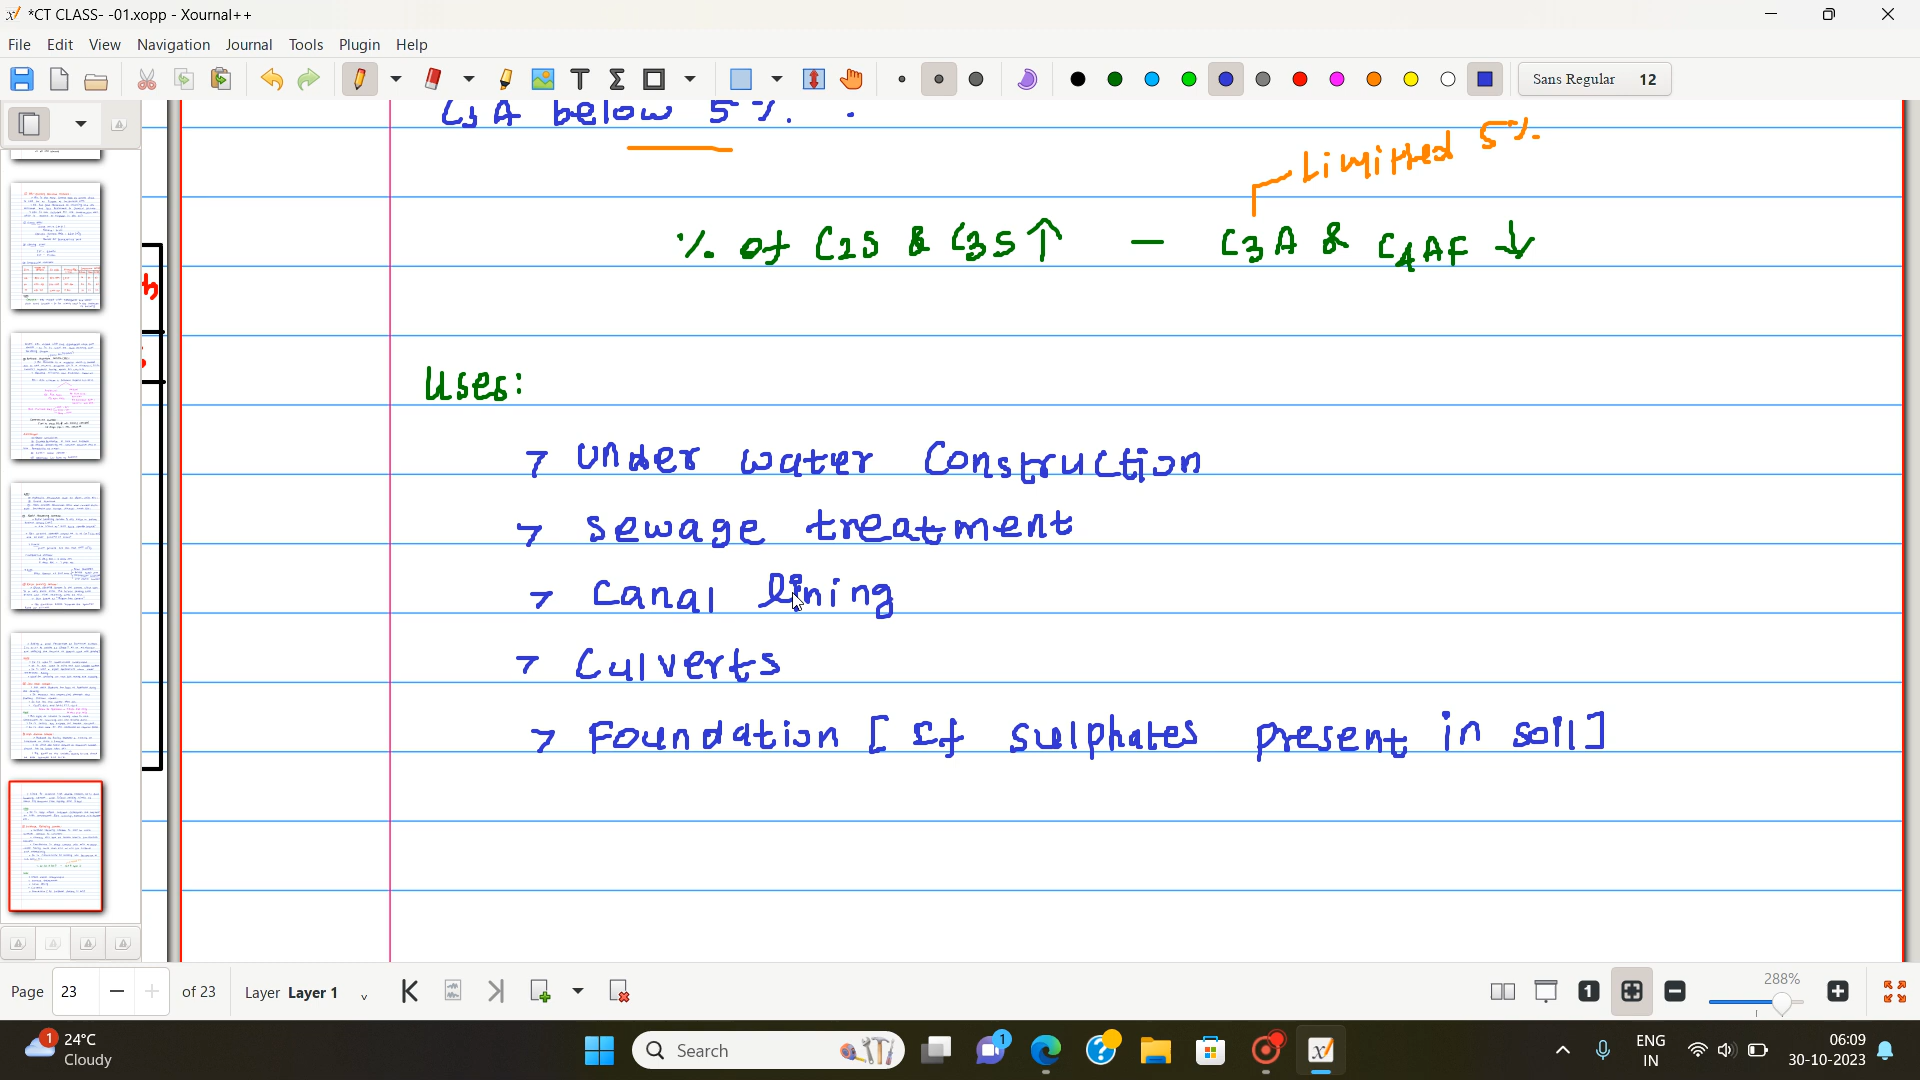 *CT CLASS- -01.xopp - Xournal++
File Edit View Navigation Journal Tools Plugin Help
Sans Regular 12
C3A below 5%.
Limitted 5%
% of C2S & C3S ↑ — C3A & C4AF ↓
Uses:
> Under water Construction
> Sewage treatment
> Canal lining
> Culverts
> Foundation [If sulphates present in soil]
Page 23 of 23 Layer Layer 1 288%
24°C
Cloudy
Search
ENG
IN
06:09
30-10-2023